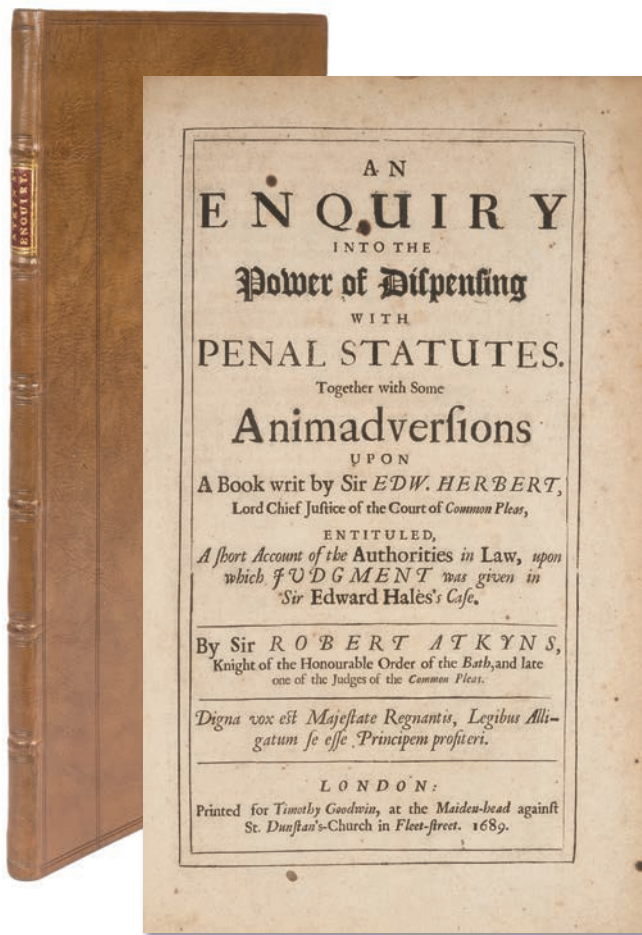 ATKYNS
ENQUIRY.
AN
ENQUIRY
INTO THE
Power of Diſpenſing
WITH
PENAL STATUTES.
Together with Some
Animadverſions
UPON
A Book writ by Sir EDW. HERBERT,
Lord Chief Juſtice of the Court of Common Pleas,
ENTITULED,
A ſhort Account of the Authorities in Law, upon
which JUDGMENT was given in
Sir Edward Hales's Caſe.
By Sir ROBERT ATKYNS,
Knight of the Honourable Order of the Bath, and late
one of the Judges of the Common Pleas.
Digna vox eſt Majeſtate Regnantis, Legibus Alli-
gatum ſe eſſe Principem profiteri.
LONDON:
Printed for Timothy Goodwin, at the Maiden-head againſt
St. Dunſtan's-Church in Fleet-ſtreet. 1689.